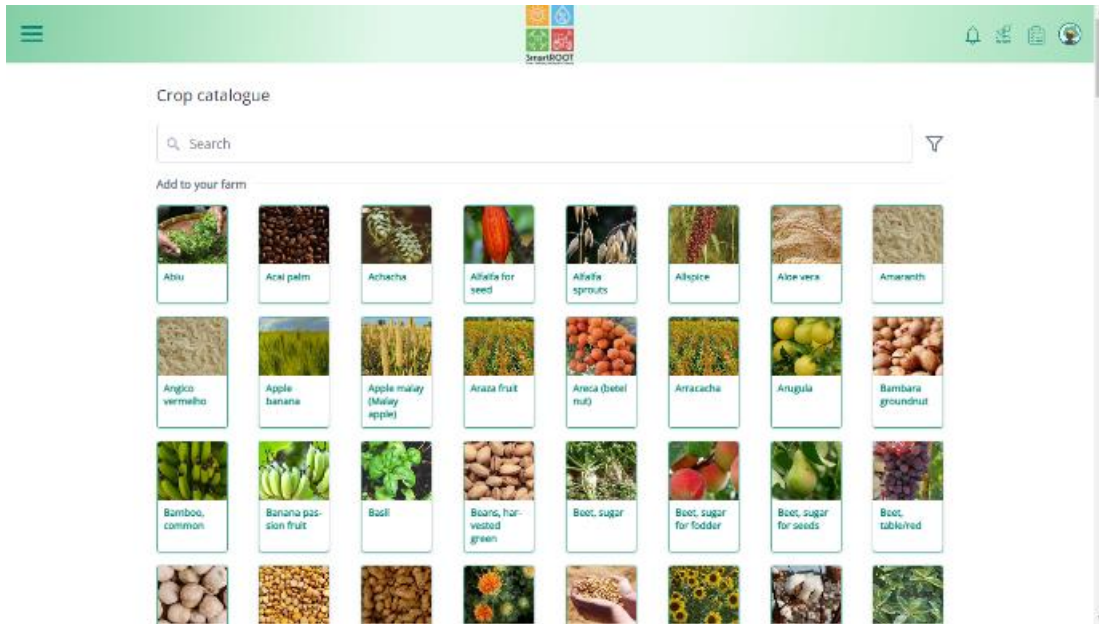 SmartROOT
Crop catalogue
Search
Add to your farm
Abiu
Acai palm
Achacha
Alfalfa for
seed
Alfalfa
sprouts
Allspice
Aloe vera
Amaranth
Angico
vermelho
Apple
banana
Apple malay
(Malay
apple)
Araza fruit
Areca (betel
nut)
Arracacha
Arugula
Bambara
groundnut
Bamboo,
common
Banana pas-
sion fruit
Basil
Beans, har-
vested
green
Beet, sugar
Beet, sugar
for fodder
Beet, sugar
for seeds
Beet,
table/red